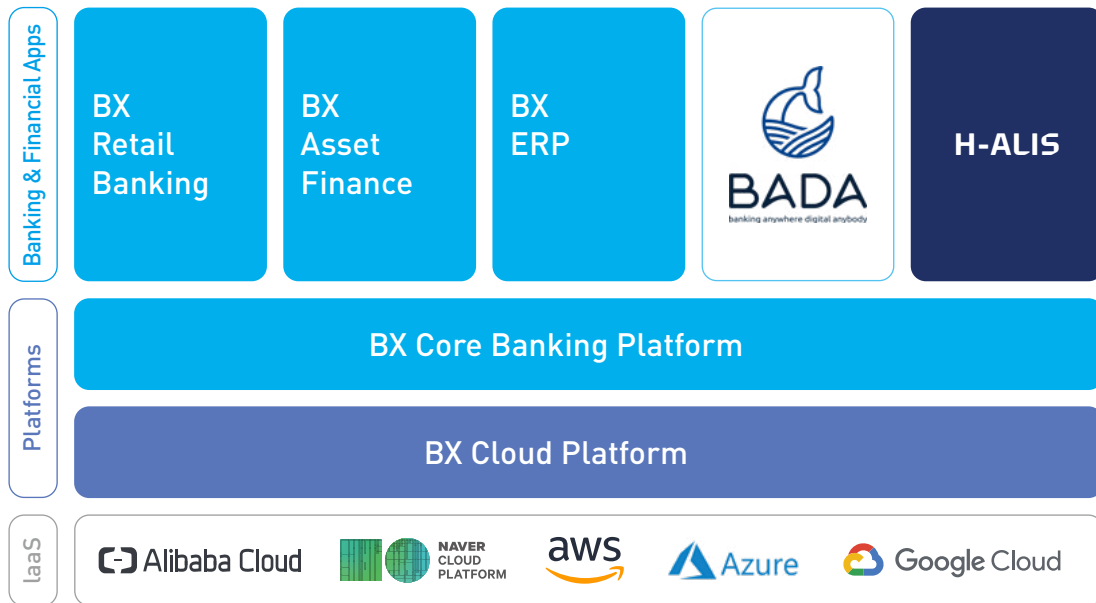 Banking & Financial Apps
BX
Retail
Banking
BX
Asset
Finance
BX
ERP
BADA
banking anywhere digital anybody
H-ALIS
Platforms
BX Core Banking Platform
BX Cloud Platform
IaaS
Alibaba Cloud
NAVER
CLOUD
PLATFORM
aws
Azure
Google Cloud